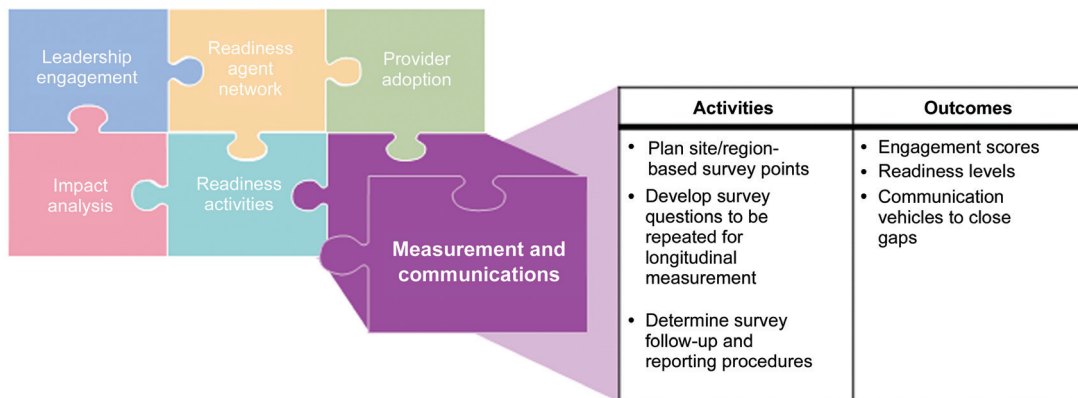 Leadership
engagement
Readiness
agent
network
Provider
adoption
Impact
analysis
Readiness
activities
Measurement and
communications
Activities
• Plan site/region-
based survey points
• Develop survey
questions to be
repeated for
longitudinal
measurement
• Determine survey
follow-up and
reporting procedures
Outcomes
• Engagement scores
• Readiness levels
• Communication
vehicles to close
gaps